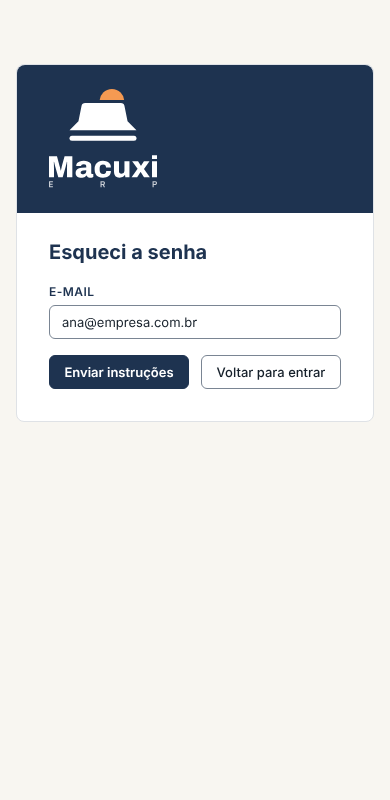 Macuxi
E R P
Esqueci a senha
E-MAIL
ana@empresa.com.br
Enviar instruções
Voltar para entrar